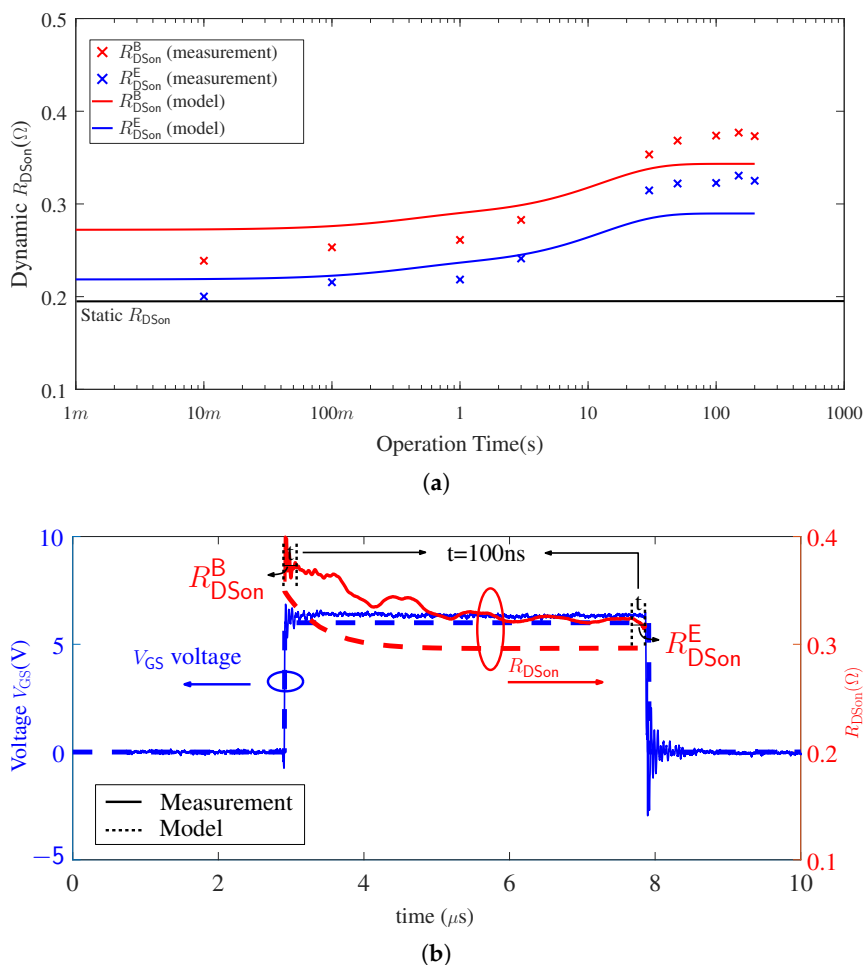 0.5
0.4
0.3
0.2
0.1
Dynamic R_DSon(Ω)
R^B_DSon (measurement)
R^E_DSon (measurement)
R^B_DSon (model)
R^E_DSon (model)
Static R_DSon
1m 10m 100m 1 10 100 1000
Operation Time(s)
(a)
10
5
0
−5
Voltage V_GS(V)
0.4
0.3
0.2
0.1
R_DSon(Ω)
t
t=100ns
t
R^B_DSon
R^E_DSon
V_GS voltage
R_DSon
Measurement
Model
0 2 4 6 8 10
time (μs)
(b)